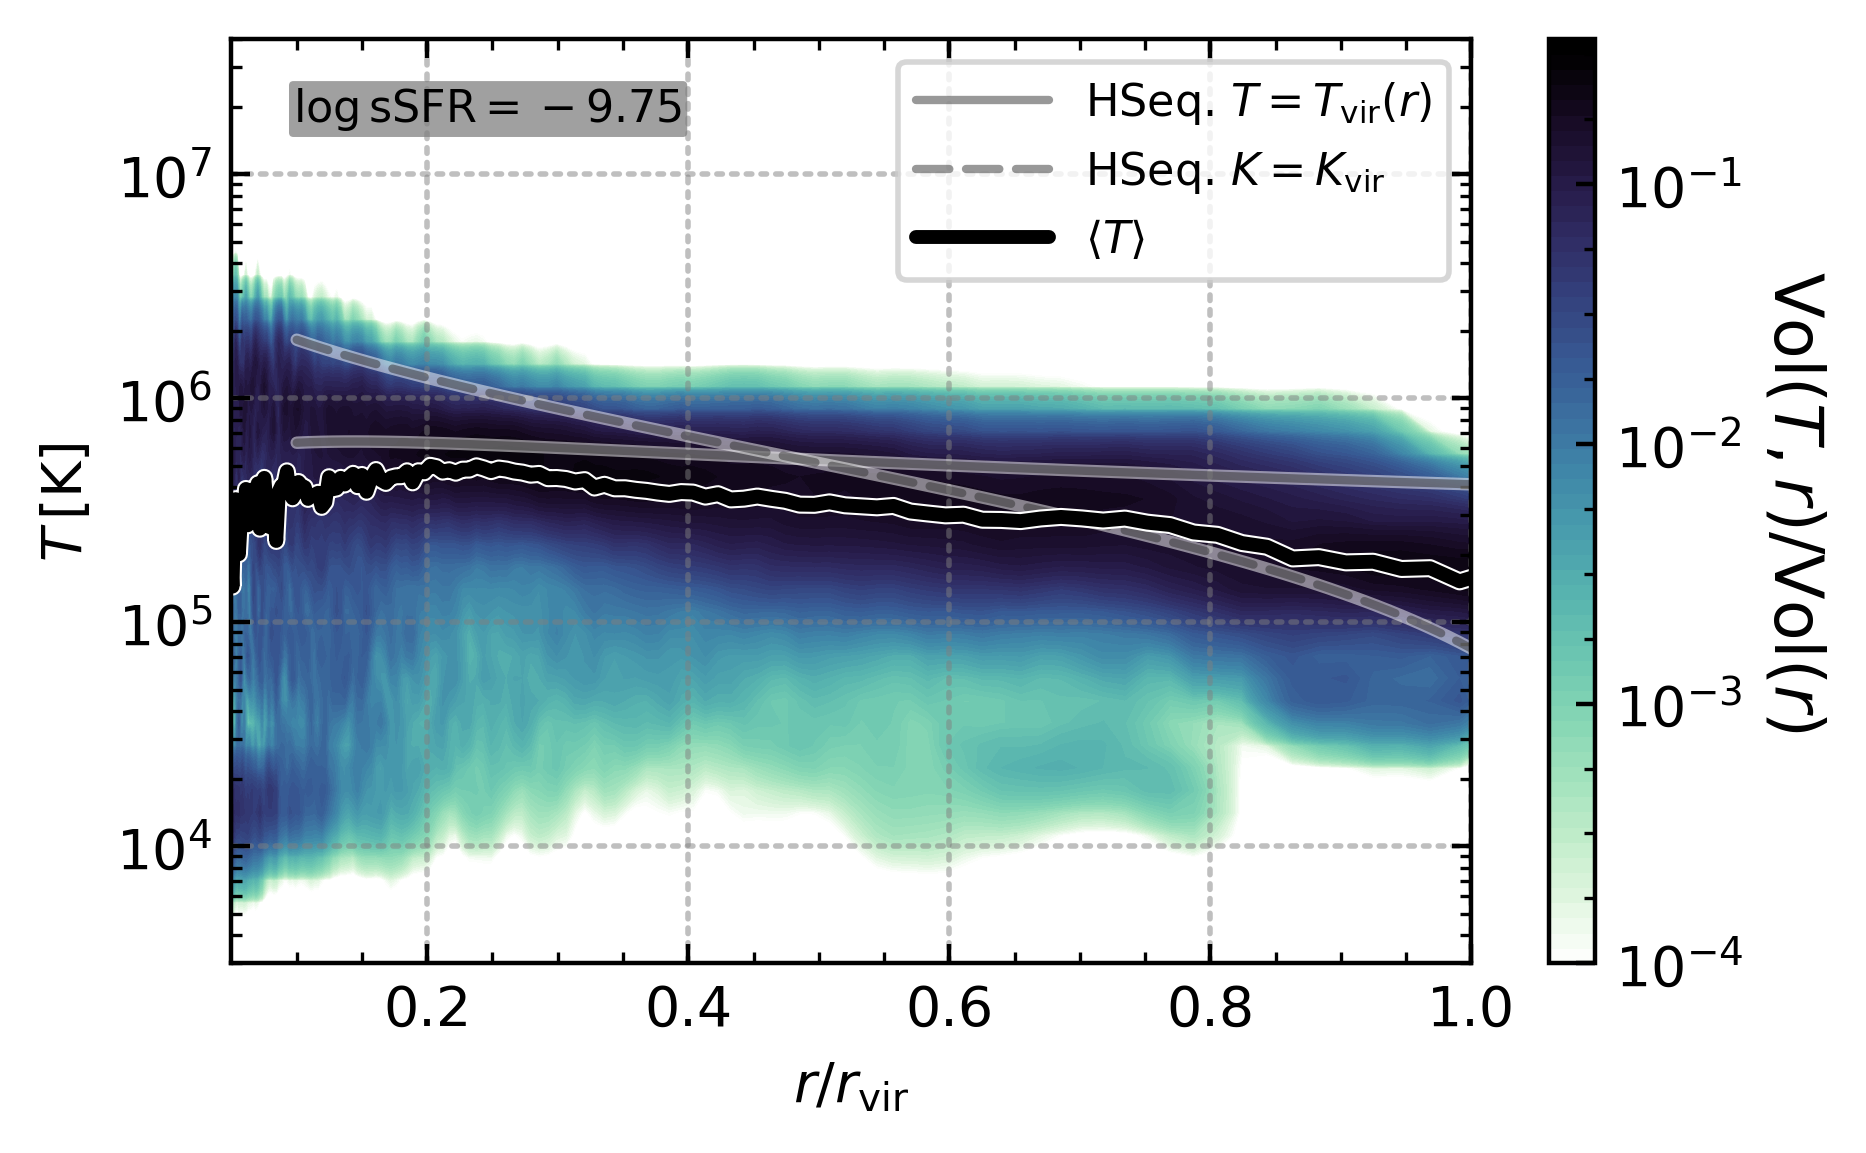 log sSFR = −9.75
HSeq. T = T_vir(r)
HSeq. K = K_vir
⟨T⟩
T [K]
10^7
10^6
10^5
10^4
0.2 0.4 0.6 0.8 1.0
r/r_vir
10^−1
10^−2
10^−3
10^−4
Vol(T, r)/Vol(r)